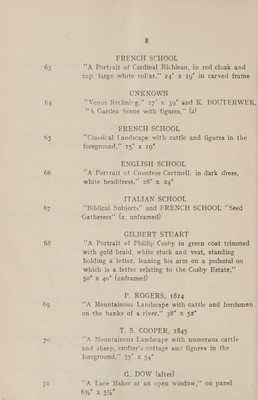 8
FRENCH SCHOOL
63 "A Portrait of Cardinal Richleau, in red cloak and
cap, large white collar," 24" x 19" in carved frame
UNKNOWN
64 "Venus Reclining," 27" x 39" and K. BOUTERWEK,
"A Garden Scene with figures," (2)
FRENCH SCHOOL
65 "Classical Landscape with cattle and figures in the
foreground," 15" x 19"
ENGLISH SCHOOL
66 "A Portrait of Countess Cartmell, in dark dress,
white headdress," 28" x 24"
ITALIAN SCHOOL
67 "Biblical Subjects" and FRENCH SCHOOL "Seed
Gatherers" (2, unframed)
GILBERT STUART
68 "A Portrait of Phillip Cosby in green coat trimmed
with gold braid, white stock and vest, standing
holding a letter, leaning his arm on a pedestal on
which is a letter relating to the Cosby Estate,"
50" x 40" (unframed)
P. ROGERS, 1814
69 "A Mountainous Landscape with cattle and herdsmen
on the banks of a river," 38" x 52"
T. S. COOPER, 1845
70 "A Mountainous Landscape with numerous cattle
and sheep, crofter's cottage and figures in the
foreground," 35" x 54"
G. DOW (after)
71 "A Lace Maker at an open window," on panel
6½" x 5½"